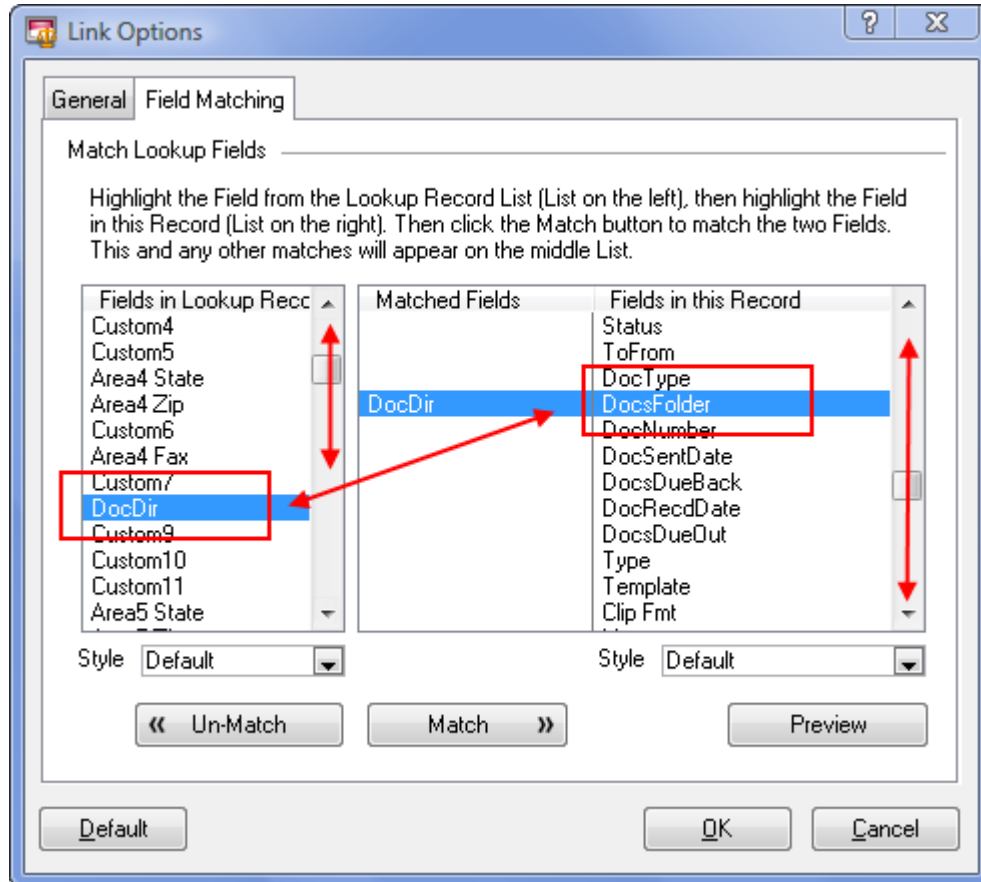 Link Options
General
Field Matching
Match Lookup Fields
Highlight the Field from the Lookup Record List (List on the left), then highlight the Field
in this Record (List on the right). Then click the Match button to match the two Fields.
This and any other matches will appear on the middle List.
Fields in Lookup Recc
Custom4
Custom5
Area4 State
Area4 Zip
Custom6
Area4 Fax
Custom7
DocDir
Custom9
Custom10
Custom11
Area5 State
Matched Fields
DocDir
Fields in this Record
Status
ToFrom
DocType
DocsFolder
DocNumber
DocSentDate
DocsDueBack
DocRecdDate
DocsDueOut
Type
Template
Clip Fmt
Style Default
Style Default
« Un-Match
Match »
Preview
Default
OK
Cancel